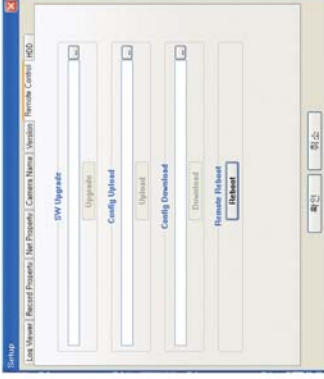 Setup
Log Viewer Record Property Net Property Camera Name Version Remote Control HDD
SW Upgrade
...
Upgrade
Config Upload
...
Upload
Config Download
...
Download
Remote Reboot
Reboot
확인 취소